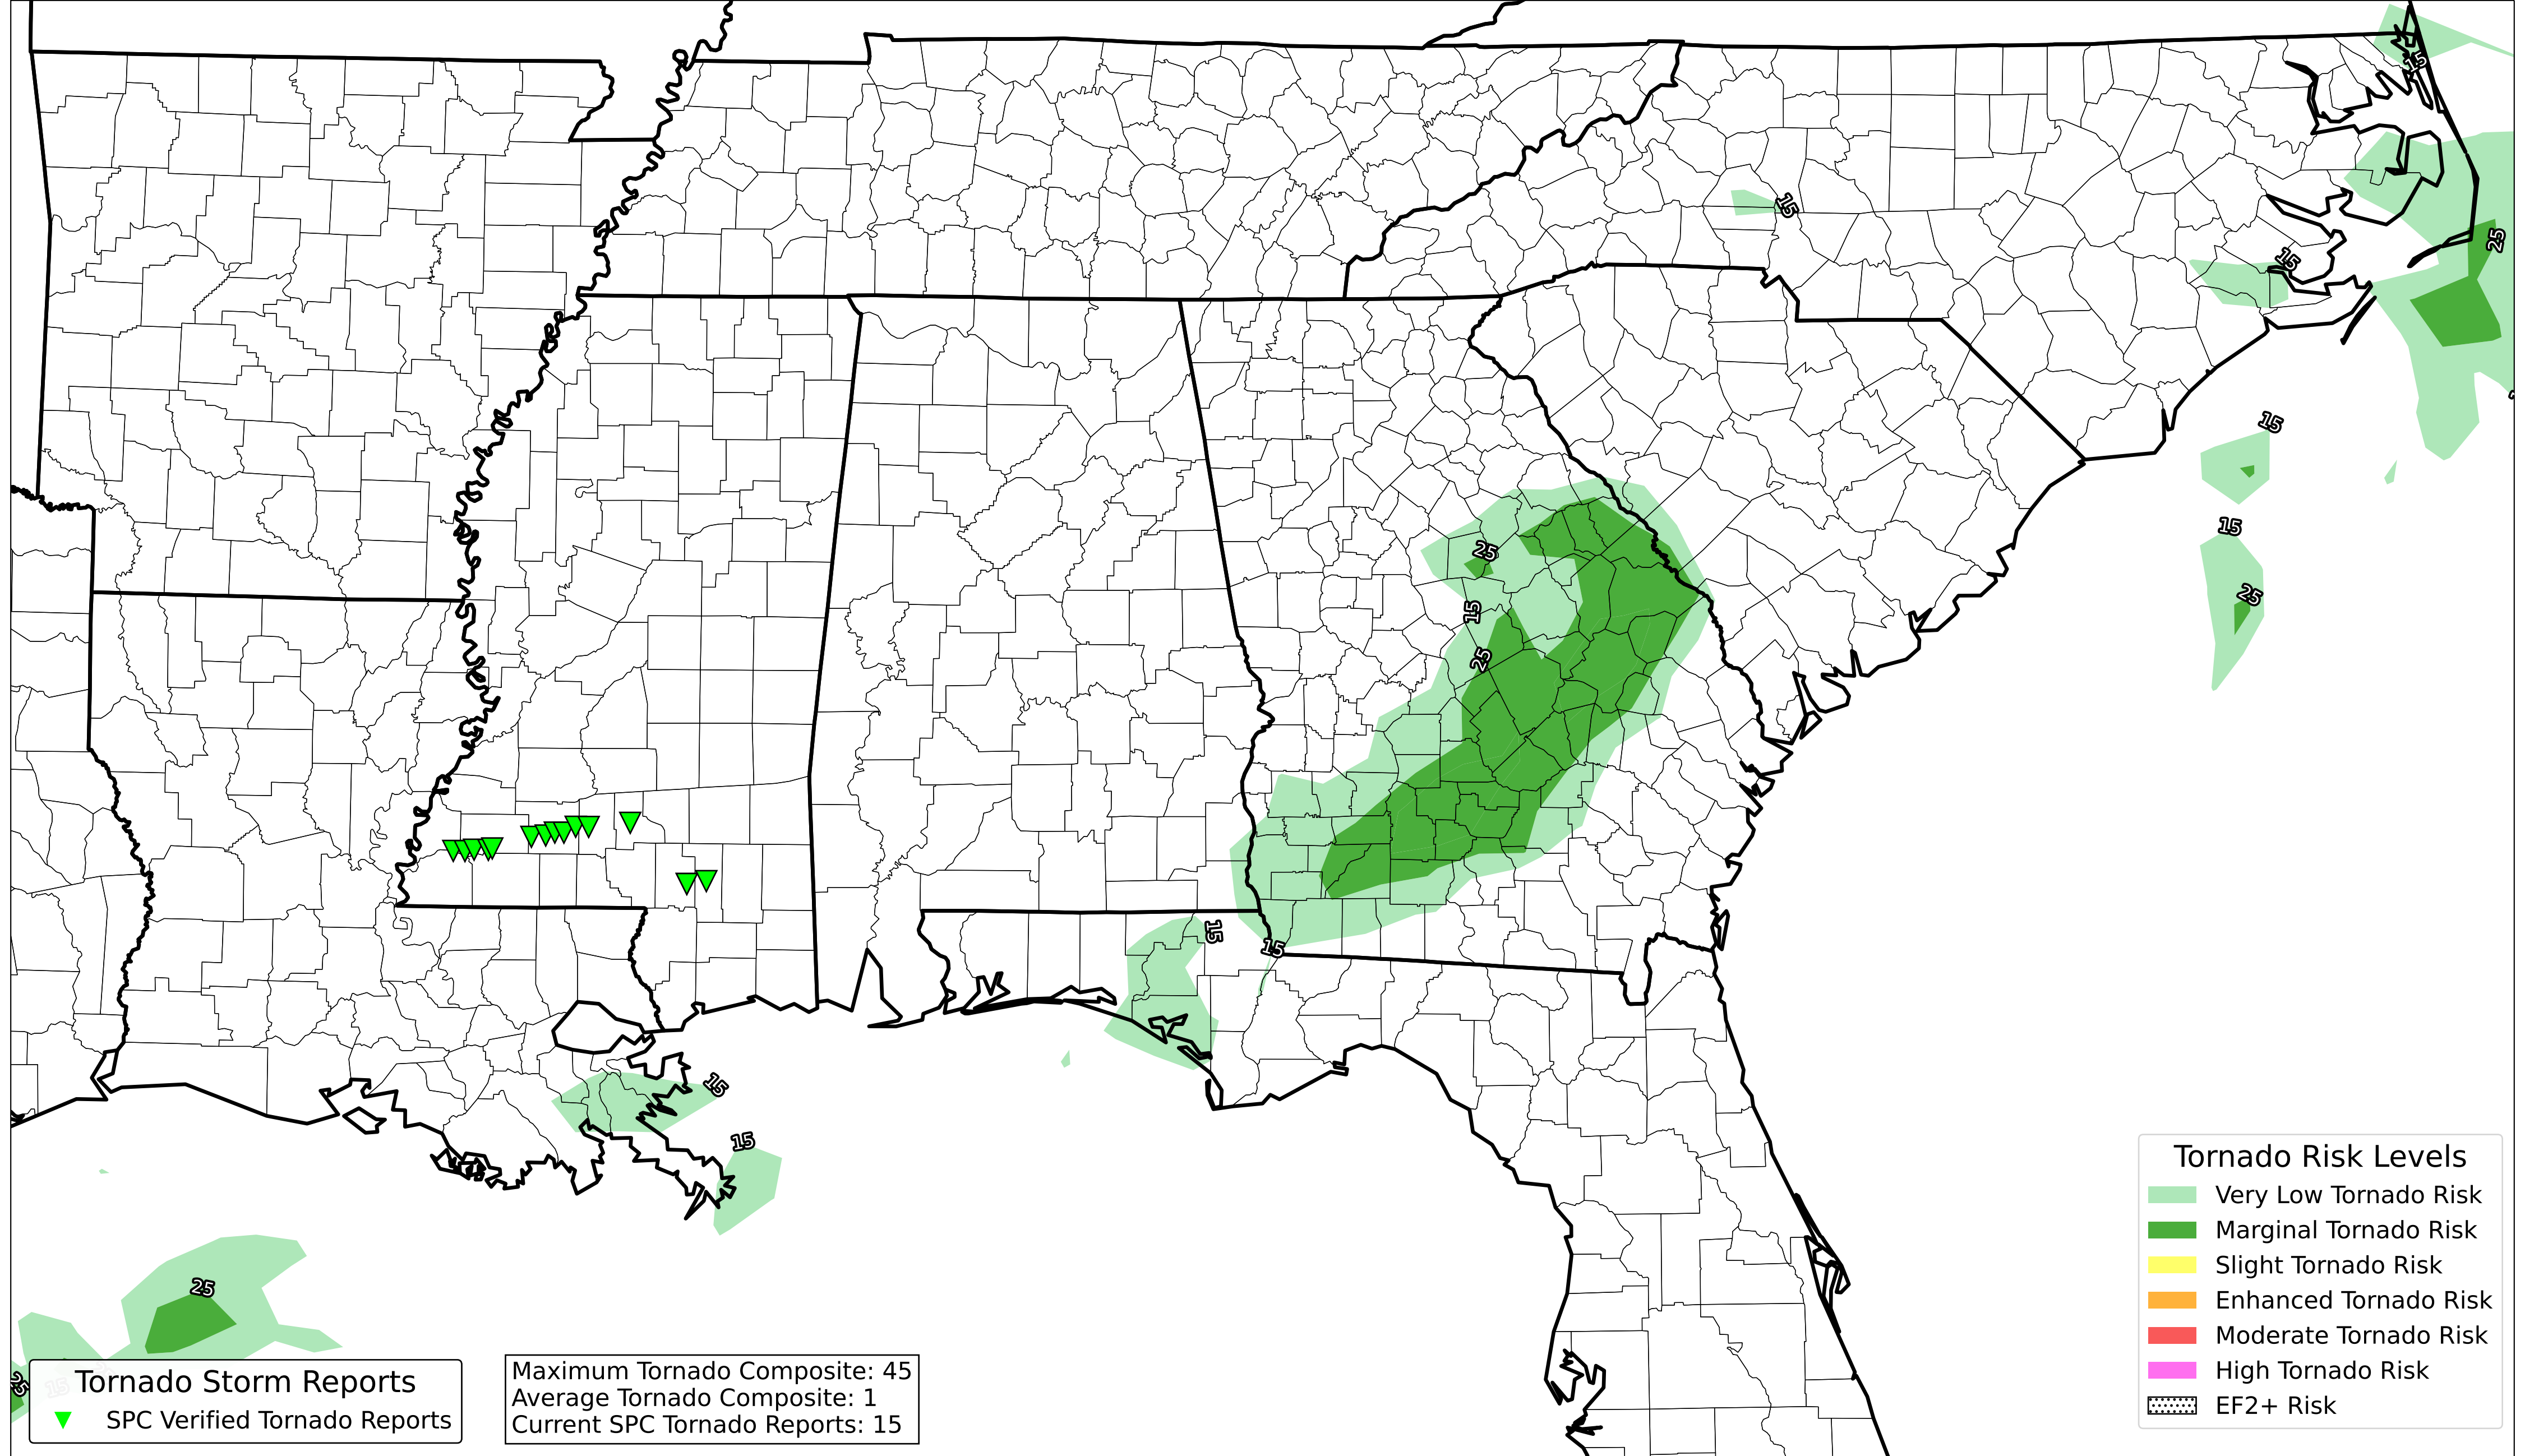 15
15
25
15
15
15
25
15
25
15
25
15
15
15
15
25
25
15
Tornado Storm Reports
SPC Verified Tornado Reports
Maximum Tornado Composite: 45
Average Tornado Composite: 1
Current SPC Tornado Reports: 15
Tornado Risk Levels
Very Low Tornado Risk
Marginal Tornado Risk
Slight Tornado Risk
Enhanced Tornado Risk
Moderate Tornado Risk
High Tornado Risk
EF2+ Risk